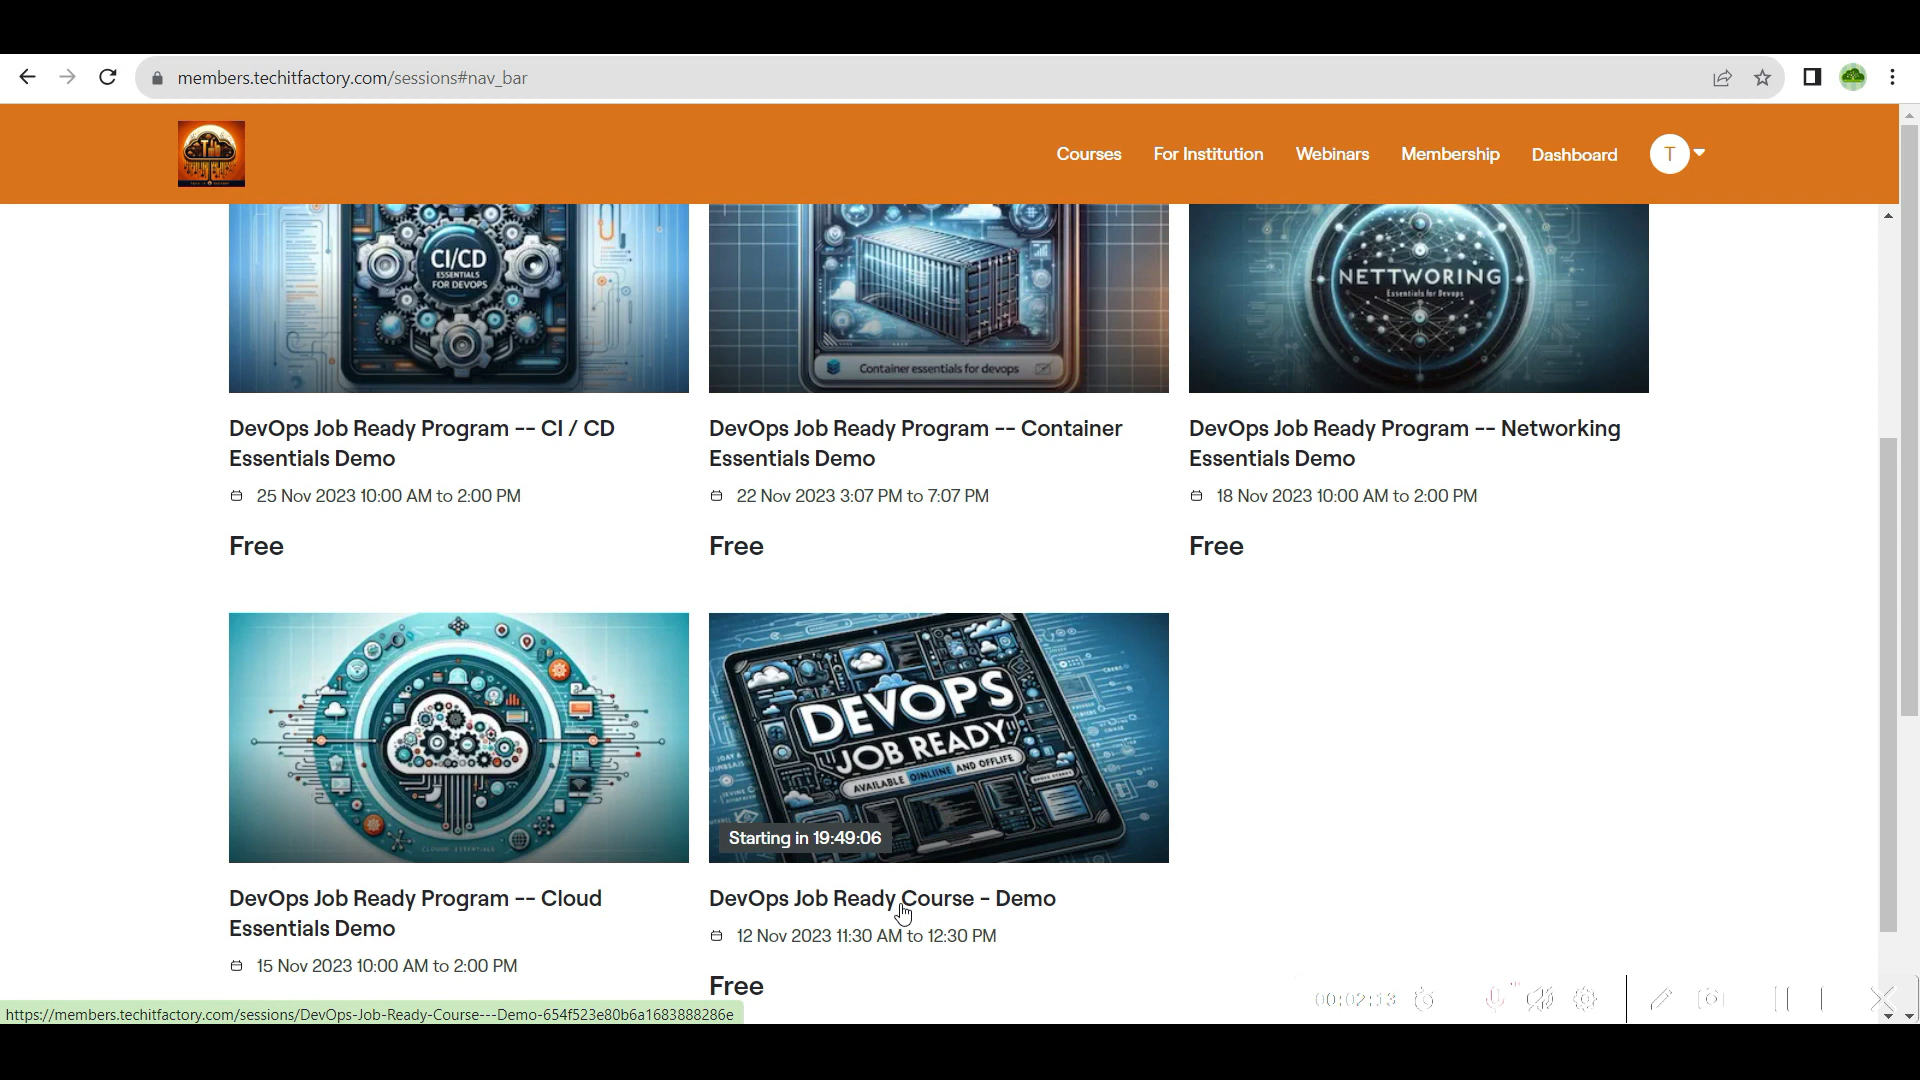 members.techitfactory.com/sessions#nav_bar
Courses
For Institution
Webinars
Membership
Dashboard
T
CI/CD
ESSENTIALS
FOR DEVOPS
Container essentials for devops
NETTWORING
Essentials for Devops
DevOps Job Ready Program -- CI / CD
Essentials Demo
25 Nov 2023 10:00 AM to 2:00 PM
Free
DevOps Job Ready Program -- Container
Essentials Demo
22 Nov 2023 3:07 PM to 7:07 PM
Free
DevOps Job Ready Program -- Networking
Essentials Demo
18 Nov 2023 10:00 AM to 2:00 PM
Free
CLOUD ESSENTIALS
DEVOPS
JOB READY
AVAILABLE OINLIINE AND OFFLIFE
Starting in 19:49:06
DevOps Job Ready Program -- Cloud
Essentials Demo
15 Nov 2023 10:00 AM to 2:00 PM
DevOps Job Ready Course - Demo
12 Nov 2023 11:30 AM to 12:30 PM
Free
00:02:13
https://members.techitfactory.com/sessions/DevOps-Job-Ready-Course---Demo-654f523e80b6a1683888286e